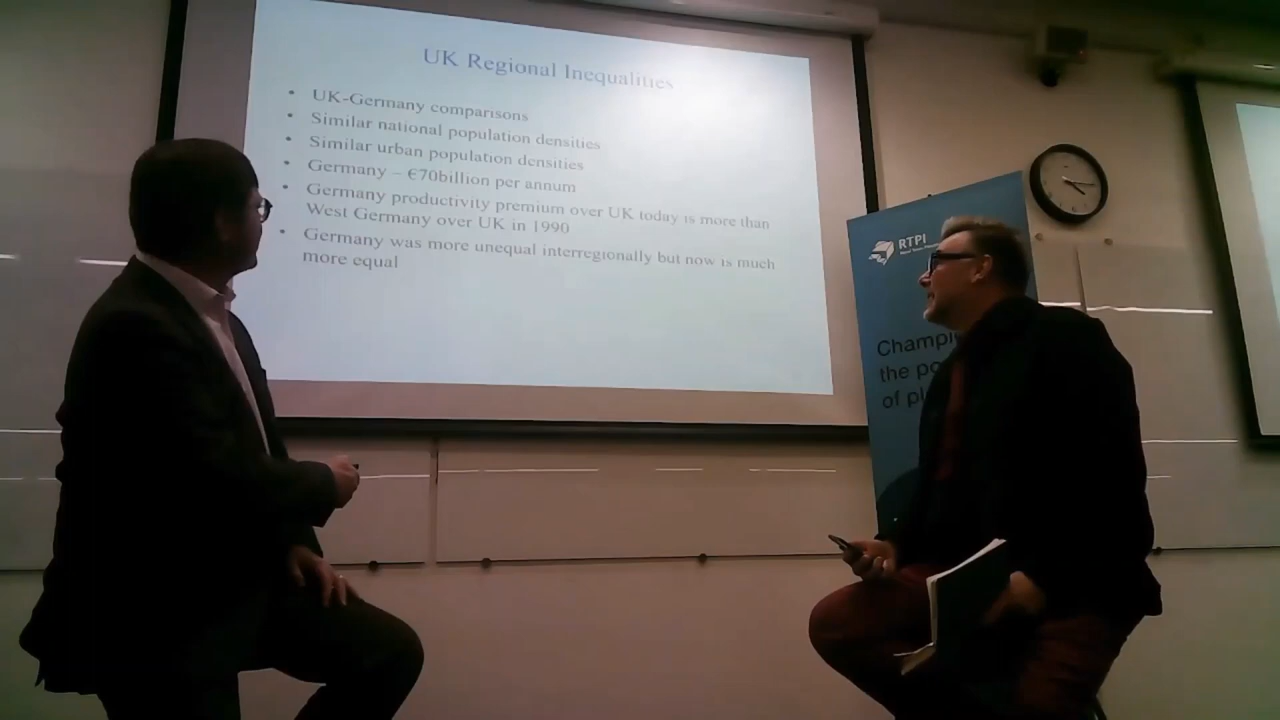 UK Regional Inequalities
• UK-Germany comparisons
• Similar national population densities
• Similar urban population densities
• Germany – €70billion per annum
• Germany productivity premium over UK today is more than
West Germany over UK in 1990
• Germany was more unequal interregionally but now is much
more equal
RTPI
Champi
the po
of pl